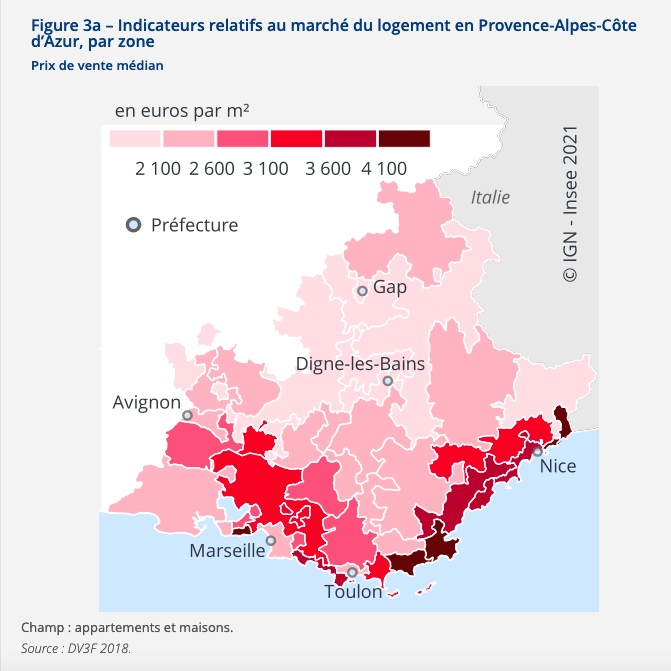 Figure 3a – Indicateurs relatifs au marché du logement en Provence-Alpes-Côte
d’Azur, par zone
Prix de vente médian
en euros par m²
2 100 2 600 3 100 3 600 4 100
Italie
Préfecture
© IGN - Insee 2021
Gap
Digne-les-Bains
Avignon
Nice
Marseille
Toulon
Champ : appartements et maisons.
Source : DV3F 2018.